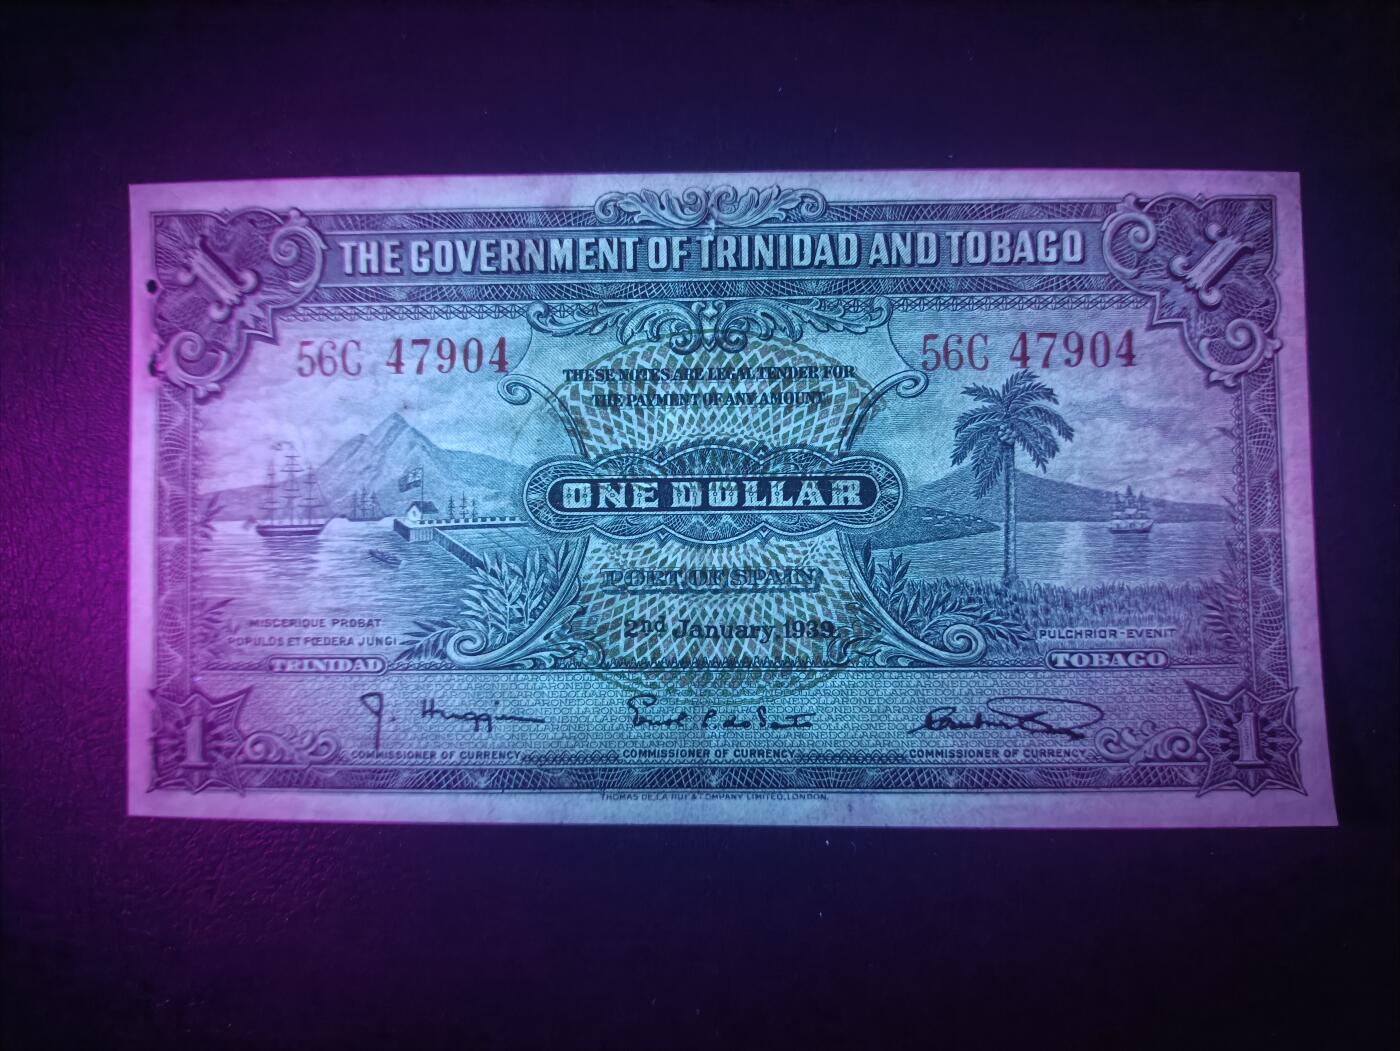 1
THE GOVERNMENT OF TRINIDAD AND TOBAGO
1
56C 47904
56C 47904
THESE NOTES ARE LEGAL TENDER FOR
THE PAYMENT OF ANY AMOUNT
ONE DOLLAR
PORT OF SPAIN
2nd January, 1939.
MISCERIQUE PROBAT
POPULOS ET FŒDERA JUNGI
TRINIDAD
PULCHRIOR-EVENIT
TOBAGO
J. Huggins
COMMISSIONER OF CURRENCY
COMMISSIONER OF CURRENCY
COMMISSIONER OF CURRENCY
1
1
THOMAS DE LA RUE & COMPANY LIMITED, LONDON.